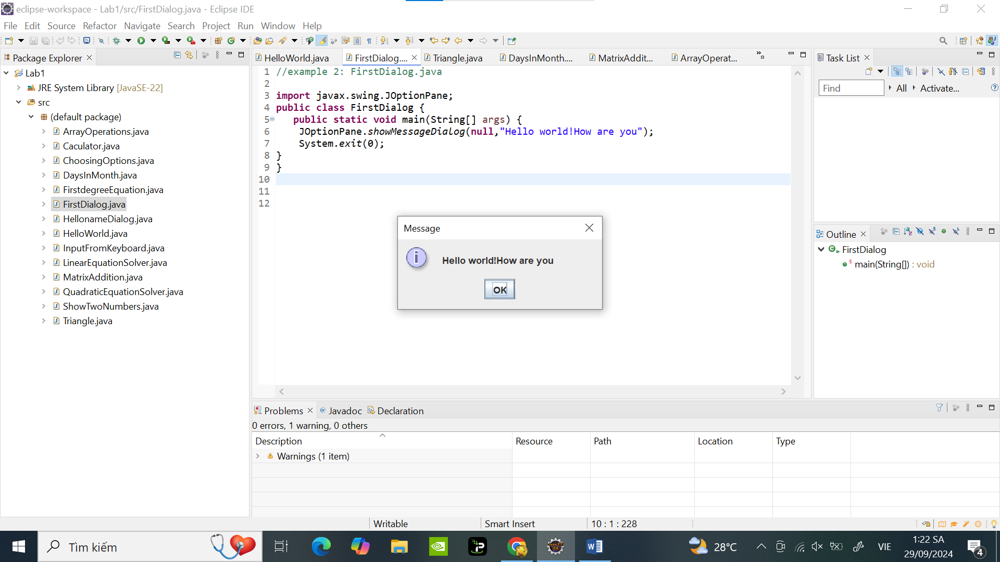 eclipse-workspace - Lab1/src/FirstDialog.java - Eclipse IDE
File Edit Source Refactor Navigate Search Project Run Window Help
Package Explorer
Lab1
JRE System Library [JavaSE-22]
src
(default package)
ArrayOperations.java
Caculator.java
ChoosingOptions.java
DaysInMonth.java
FirstdegreeEquation.java
FirstDialog.java
HellonameDialog.java
HelloWorld.java
InputFromKeyboard.java
LinearEquationSolver.java
MatrixAddition.java
QuadraticEquationSolver.java
ShowTwoNumbers.java
Triangle.java
HelloWorld.java FirstDialog.... Triangle.java DaysInMonth.... MatrixAddit... ArrayOperat... »8
1 //example 2: FirstDialog.java
2
3 import javax.swing.JOptionPane;
4 public class FirstDialog {
5 public static void main(String[] args) {
6 JOptionPane.showMessageDialog(null,"Hello world!How are you");
7 System.exit(0);
8 }
9 }
10
11
12
Message
Hello world!How are you
OK
Task List
Find All Activate...
Outline
FirstDialog
main(String[]) : void
Problems Javadoc Declaration
0 errors, 1 warning, 0 others
Description Resource Path Location Type
Warnings (1 item)
Writable Smart Insert 10 : 1 : 228
Tìm kiếm
28°C
VIE
1:22 SA
29/09/2024
4